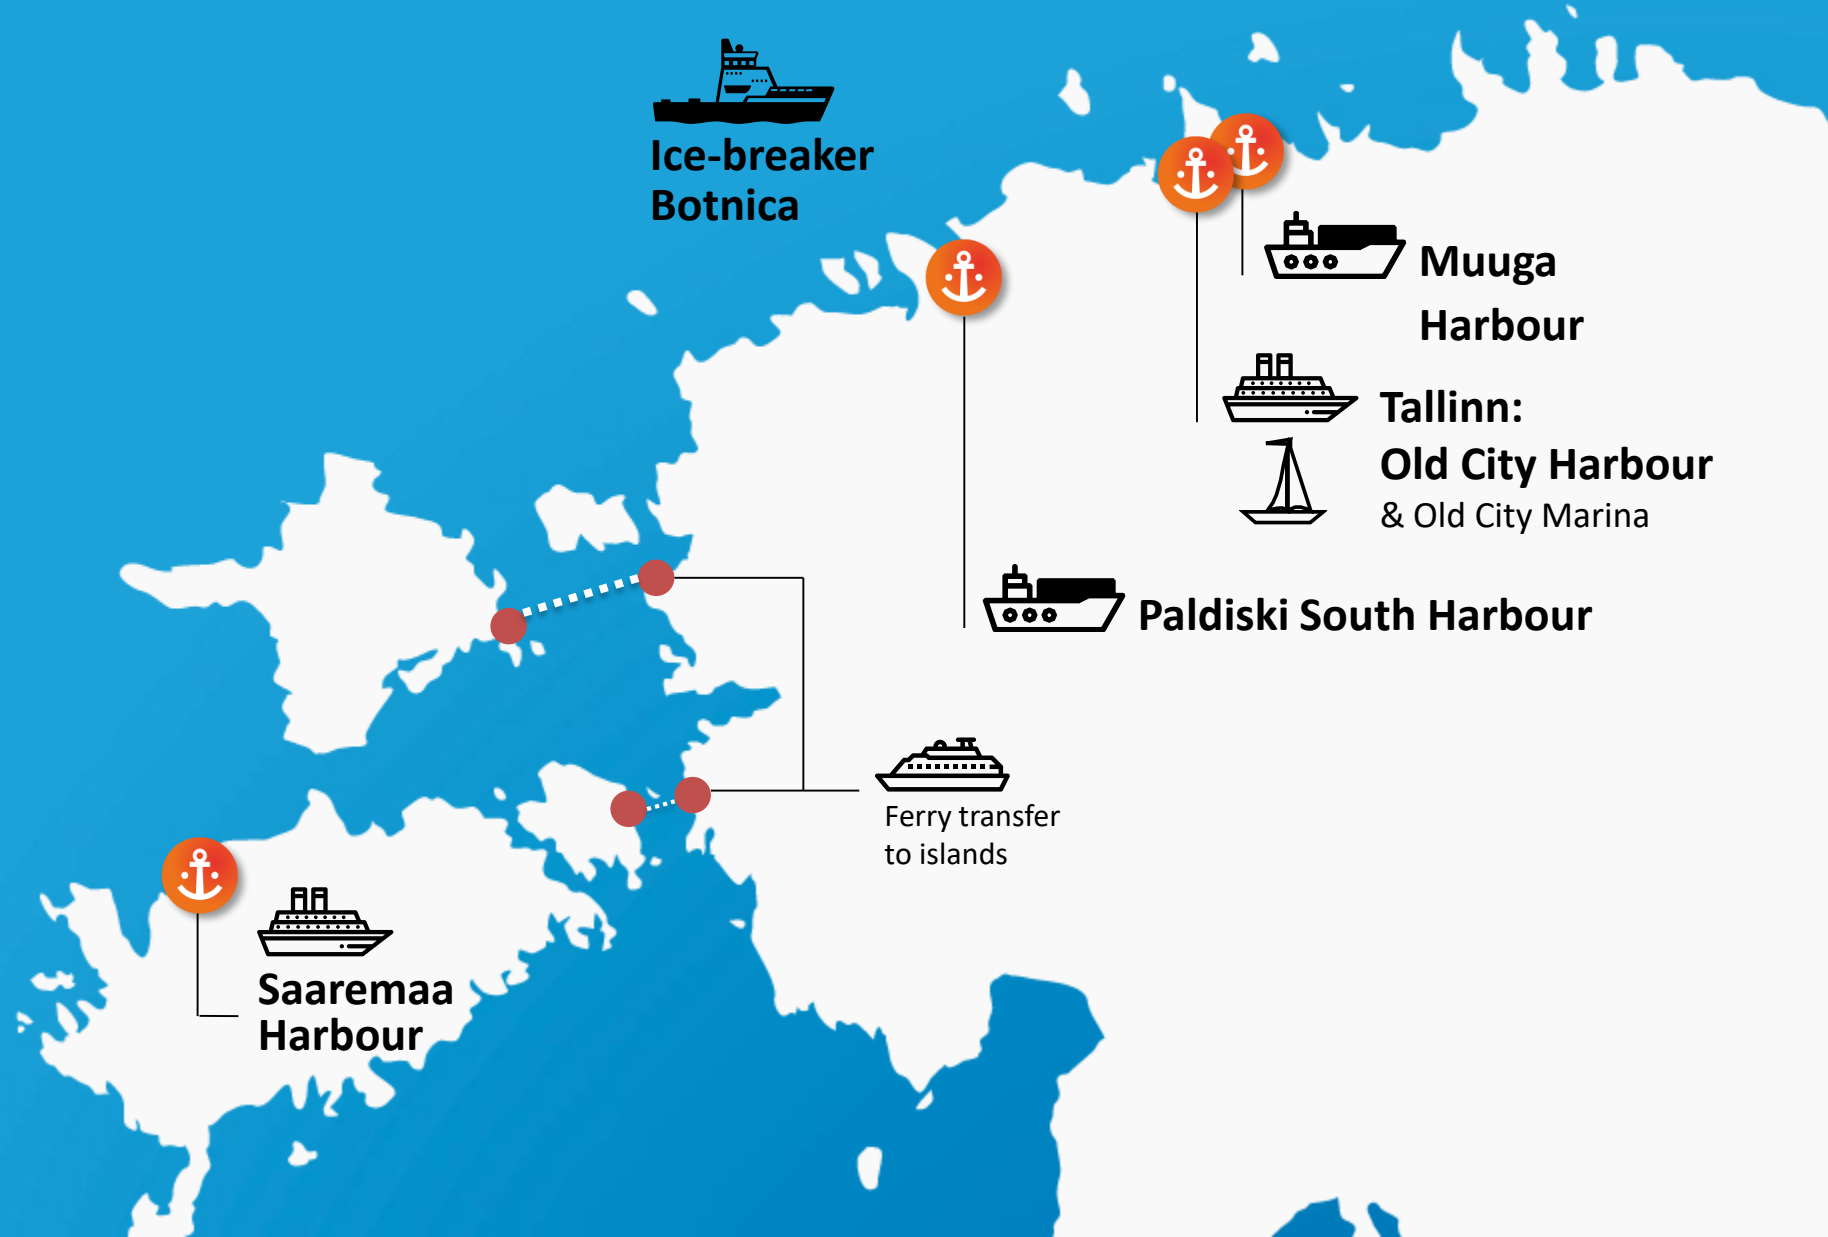 Ice-breaker
Botnica
Muuga
Harbour
Tallinn:
Old City Harbour
& Old City Marina
Paldiski South Harbour
Ferry transfer
to islands
Saaremaa
Harbour